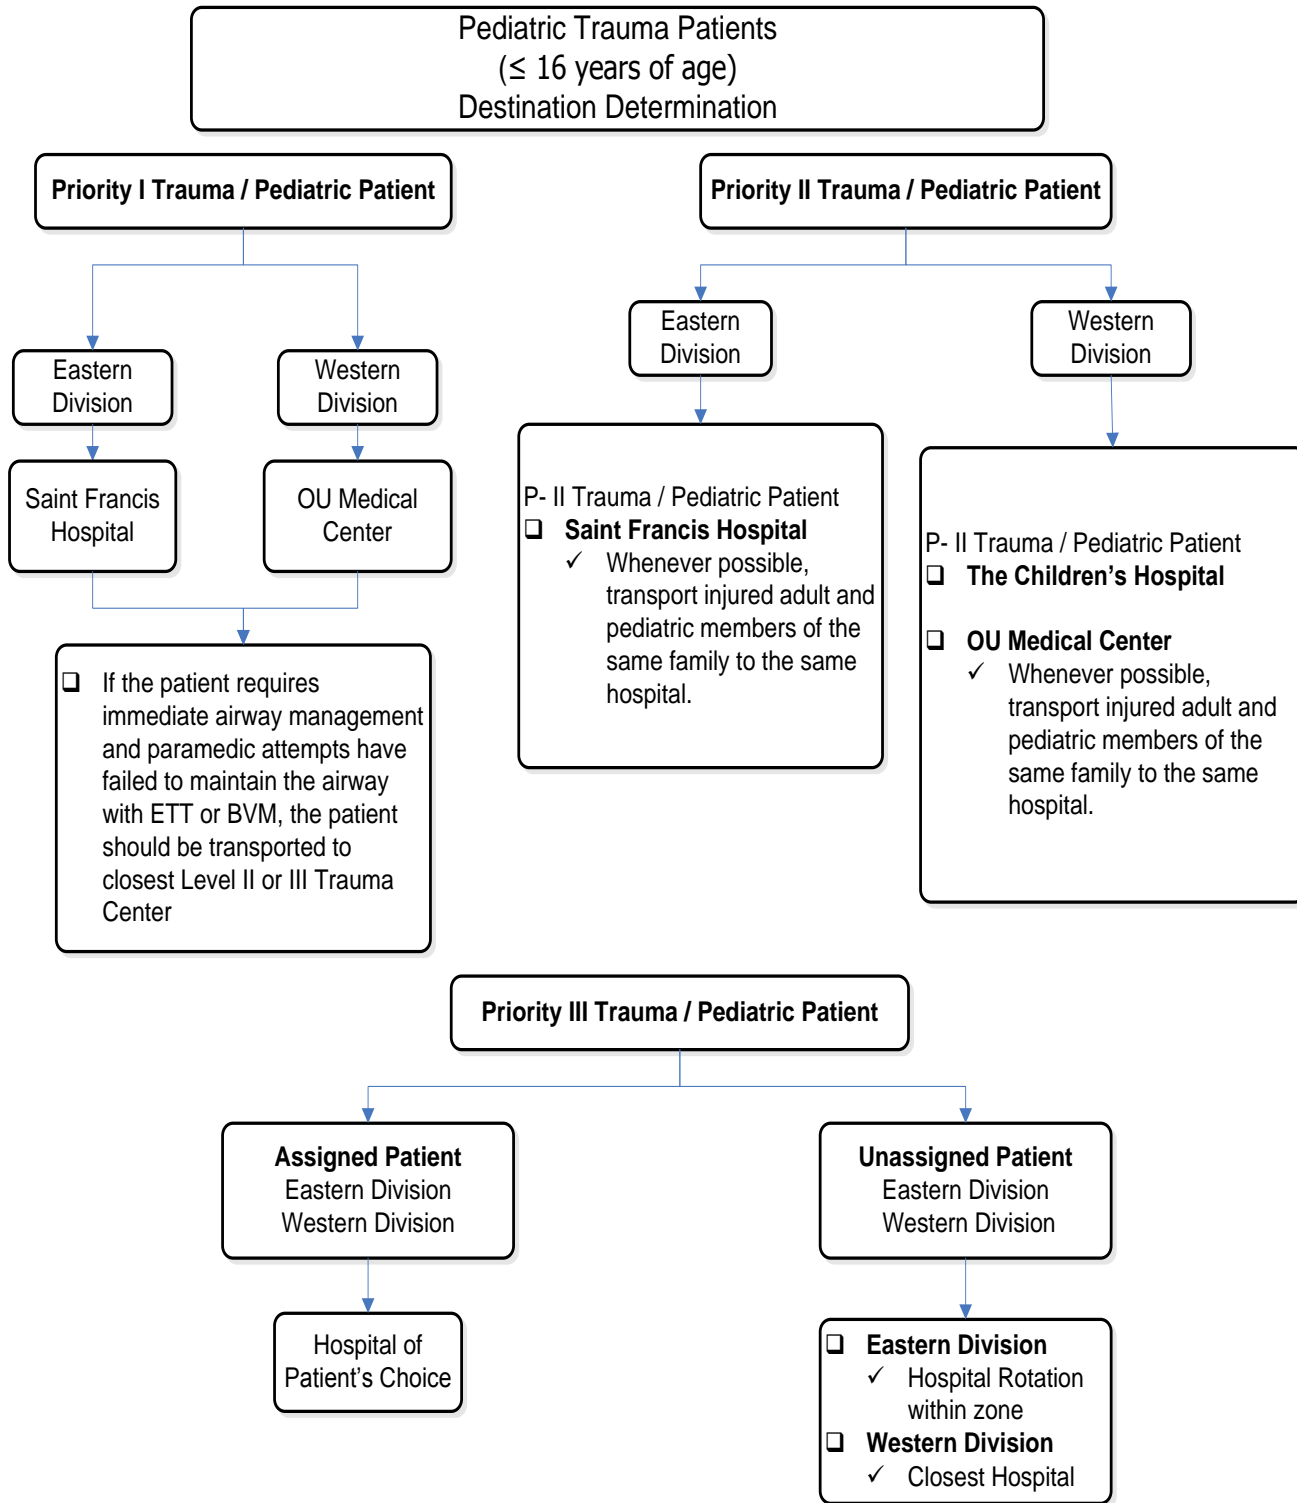 Pediatric Trauma Patients
(≤ 16 years of age)
Destination Determination
Priority I Trauma / Pediatric Patient
Eastern
Division
Western
Division
Saint Francis
Hospital
OU Medical
Center
❑ If the patient requires
immediate airway management
and paramedic attempts have
failed to maintain the airway
with ETT or BVM, the patient
should be transported to
closest Level II or III Trauma
Center
Priority II Trauma / Pediatric Patient
Eastern
Division
Western
Division
P- II Trauma / Pediatric Patient
❑ Saint Francis Hospital
✓ Whenever possible,
transport injured adult and
pediatric members of the
same family to the same
hospital.
P- II Trauma / Pediatric Patient
❑ The Children’s Hospital
❑ OU Medical Center
✓ Whenever possible,
transport injured adult and
pediatric members of the
same family to the same
hospital.
Priority III Trauma / Pediatric Patient
Assigned Patient
Eastern Division
Western Division
Hospital of
Patient’s Choice
Unassigned Patient
Eastern Division
Western Division
❑ Eastern Division
✓ Hospital Rotation
within zone
❑ Western Division
✓ Closest Hospital